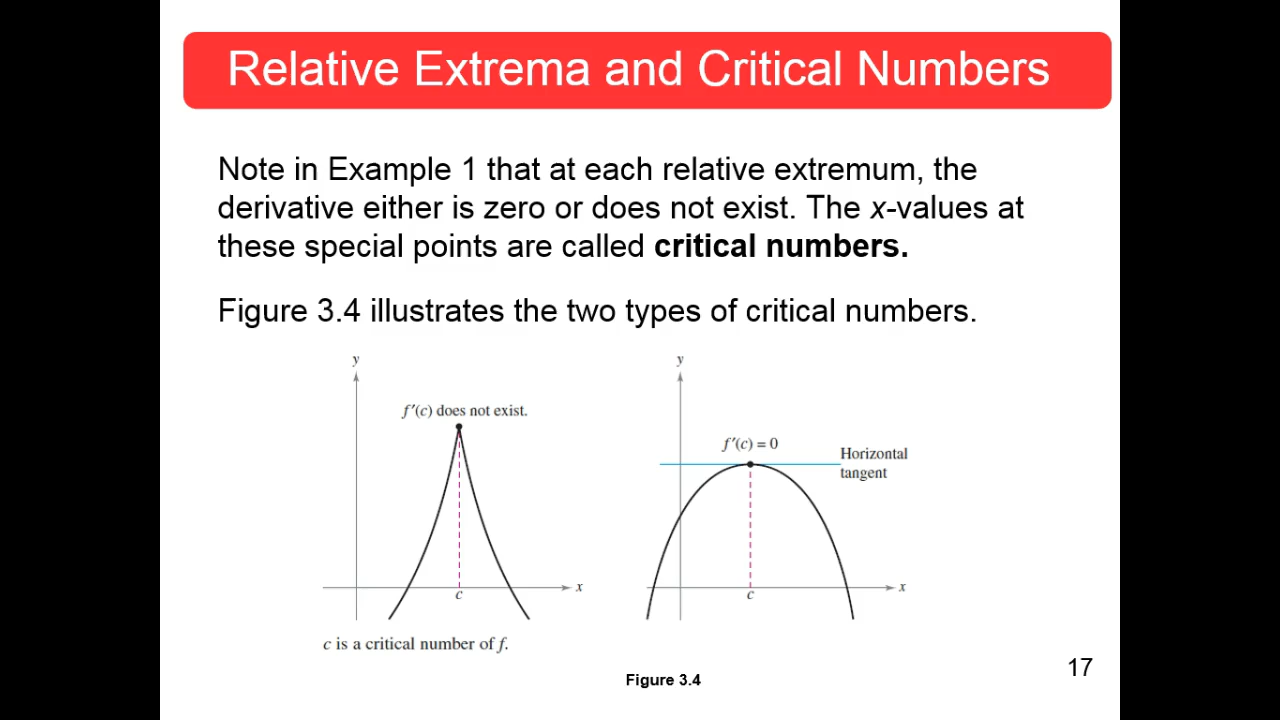 Relative Extrema and Critical Numbers
Note in Example 1 that at each relative extremum, the
derivative either is zero or does not exist. The x-values at
these special points are called critical numbers.
Figure 3.4 illustrates the two types of critical numbers.
y
f′(c) does not exist.
c
x
c is a critical number of f.
y
f′(c) = 0
Horizontal
tangent
c
x
Figure 3.4
17